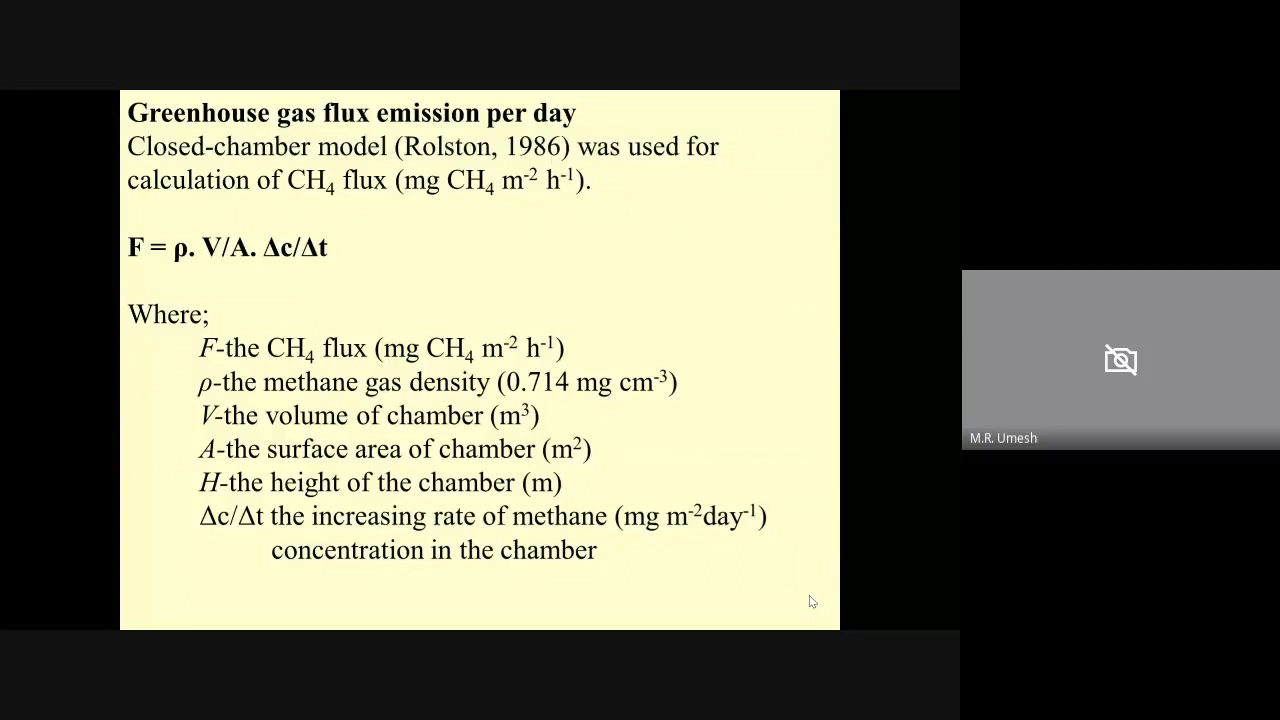 Greenhouse gas flux emission per day
Closed-chamber model (Rolston, 1986) was used for
calculation of CH₄ flux (mg CH₄ m⁻² h⁻¹).
F = ρ. V/A. Δc/Δt
Where;
F-the CH₄ flux (mg CH₄ m⁻² h⁻¹)
ρ-the methane gas density (0.714 mg cm⁻³)
V-the volume of chamber (m³)
A-the surface area of chamber (m²)
H-the height of the chamber (m)
Δc/Δt the increasing rate of methane (mg m⁻²day⁻¹)
concentration in the chamber
M.R. Umesh